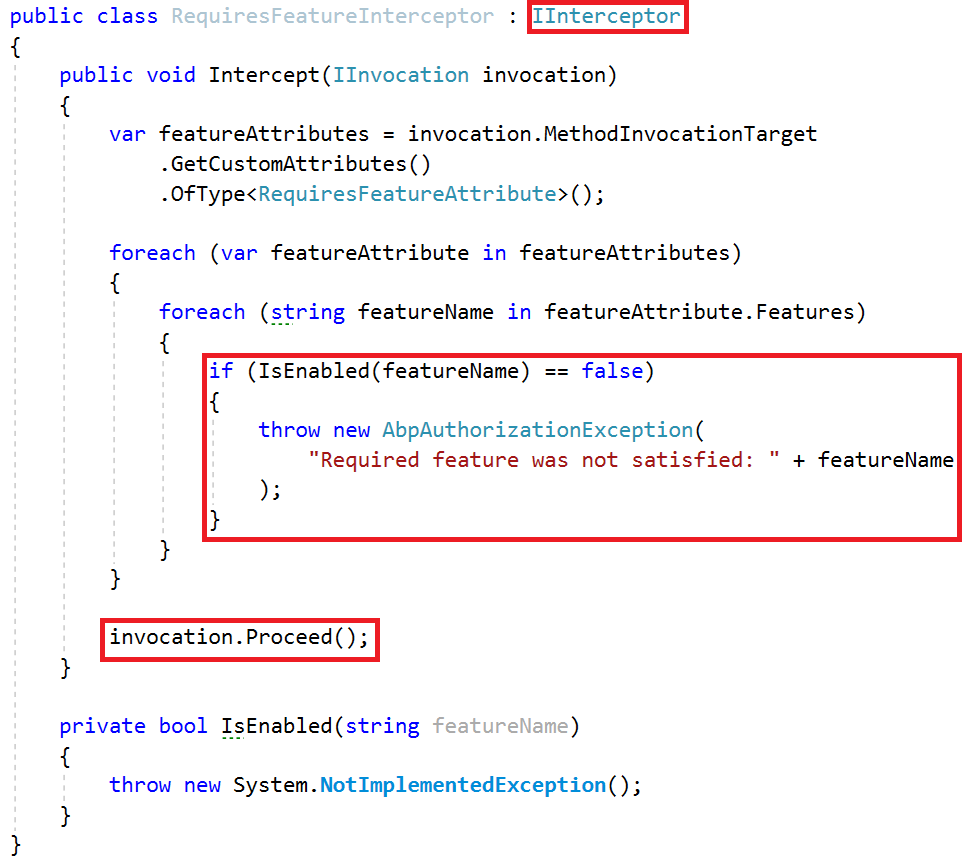 public class RequiresFeatureInterceptor : IInterceptor
{
    public void Intercept(IInvocation invocation)
    {
        var featureAttributes = invocation.MethodInvocationTarget
            .GetCustomAttributes()
            .OfType<RequiresFeatureAttribute>();

        foreach (var featureAttribute in featureAttributes)
        {
            foreach (string featureName in featureAttribute.Features)
            {
                if (IsEnabled(featureName) == false)
                {
                    throw new AbpAuthorizationException(
                        "Required feature was not satisfied: " + featureName
                    );
                }
            }
        }

        invocation.Proceed();
    }

    private bool IsEnabled(string featureName)
    {
        throw new System.NotImplementedException();
    }
}